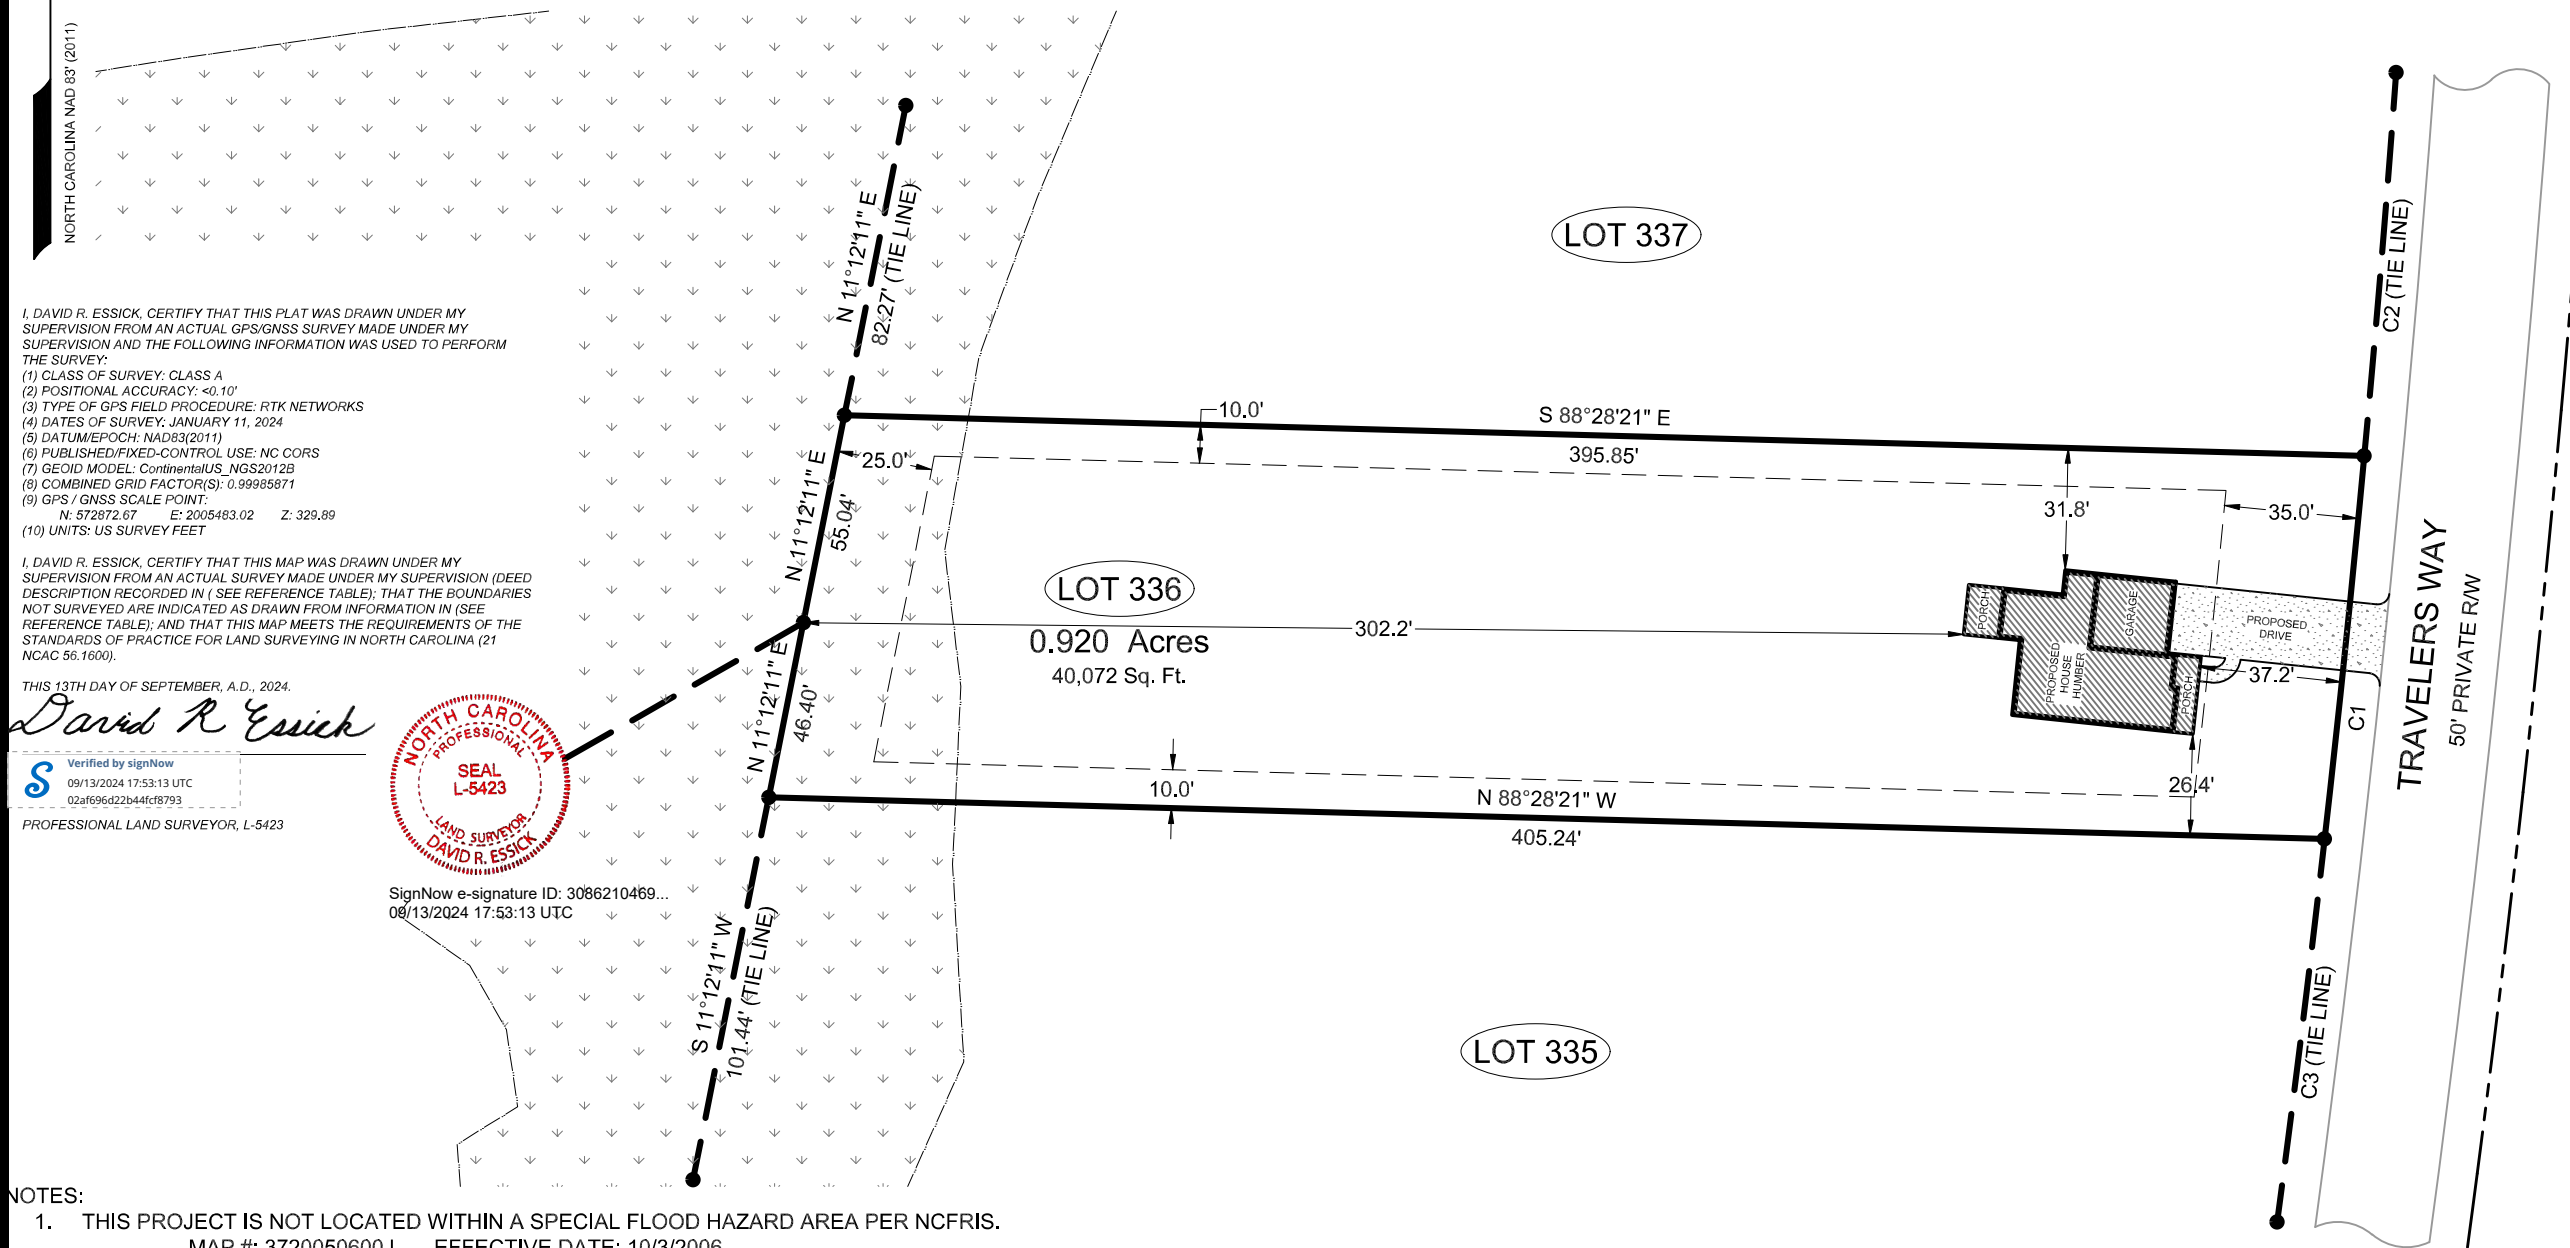 NORTH CAROLINA NAD 83' (2011)
I, DAVID R. ESSICK, CERTIFY THAT THIS PLAT WAS DRAWN UNDER MY
SUPERVISION FROM AN ACTUAL GPS/GNSS SURVEY MADE UNDER MY
SUPERVISION AND THE FOLLOWING INFORMATION WAS USED TO PERFORM
THE SURVEY:
(1) CLASS OF SURVEY: CLASS A
(2) POSITIONAL ACCURACY: <0.10'
(3) TYPE OF GPS FIELD PROCEDURE: RTK NETWORKS
(4) DATES OF SURVEY: JANUARY 11, 2024
(5) DATUM/EPOCH: NAD83(2011)
(6) PUBLISHED/FIXED-CONTROL USE: NC CORS
(7) GEOID MODEL: ContinentalUS_NGS2012B
(8) COMBINED GRID FACTOR(S): 0.99985871
(9) GPS / GNSS SCALE POINT:
N: 572872.67 E: 2005483.02 Z: 329.89
(10) UNITS: US SURVEY FEET
I, DAVID R. ESSICK, CERTIFY THAT THIS MAP WAS DRAWN UNDER MY
SUPERVISION FROM AN ACTUAL SURVEY MADE UNDER MY SUPERVISION (DEED
DESCRIPTION RECORDED IN ( SEE REFERENCE TABLE); THAT THE BOUNDARIES
NOT SURVEYED ARE INDICATED AS DRAWN FROM INFORMATION IN (SEE
REFERENCE TABLE); AND THAT THIS MAP MEETS THE REQUIREMENTS OF THE
STANDARDS OF PRACTICE FOR LAND SURVEYING IN NORTH CAROLINA (21
NCAC 56.1600).
THIS 13TH DAY OF SEPTEMBER, A.D., 2024.
David R Essick
Verified by signNow
09/13/2024 17:53:13 UTC
02af696d22b44fcf8793
PROFESSIONAL LAND SURVEYOR, L-5423
NORTH CAROLINA
PROFESSIONAL
SEAL
L-5423
LAND SURVEYOR
DAVID R. ESSICK
SignNow e-signature ID: 3086210469...
09/13/2024 17:53:13 UTC
N 11°12'11" E
82.27' (TIE LINE)
N 11°12'11" E
55.04'
N 11°12'11" E
46.40'
S 11°12'11" W
101.44' (TIE LINE)
LOT 337
10.0'
S 88°28'21" E
395.85'
25.0'
31.8'
35.0'
LOT 336
0.920 Acres
40,072 Sq. Ft.
302.2'
PORCH
GARAGE
PROPOSED
HOUSE
HUMBER
PORCH
PROPOSED
DRIVE
37.2'
26.4'
10.0'
N 88°28'21" W
405.24'
LOT 335
C2 (TIE LINE)
C1
C3 (TIE LINE)
TRAVELERS WAY
50' PRIVATE R/W
NOTES:
1. THIS PROJECT IS NOT LOCATED WITHIN A SPECIAL FLOOD HAZARD AREA PER NCFRIS.
MAP #: 3720050600J EFFECTIVE DATE: 10/3/2006